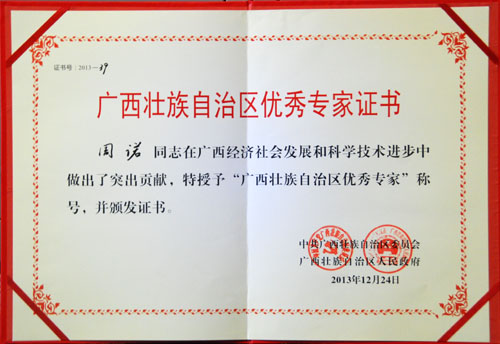 证书号：2013—39
广西壮族自治区优秀专家证书
周诺 同志在广西经济社会发展和科学技术进步中
做出了突出贡献，特授予“广西壮族自治区优秀专家”称
号，并颁发证书。
中共广西壮族自治区委员会
广西壮族自治区人民政府
2013年12月24日